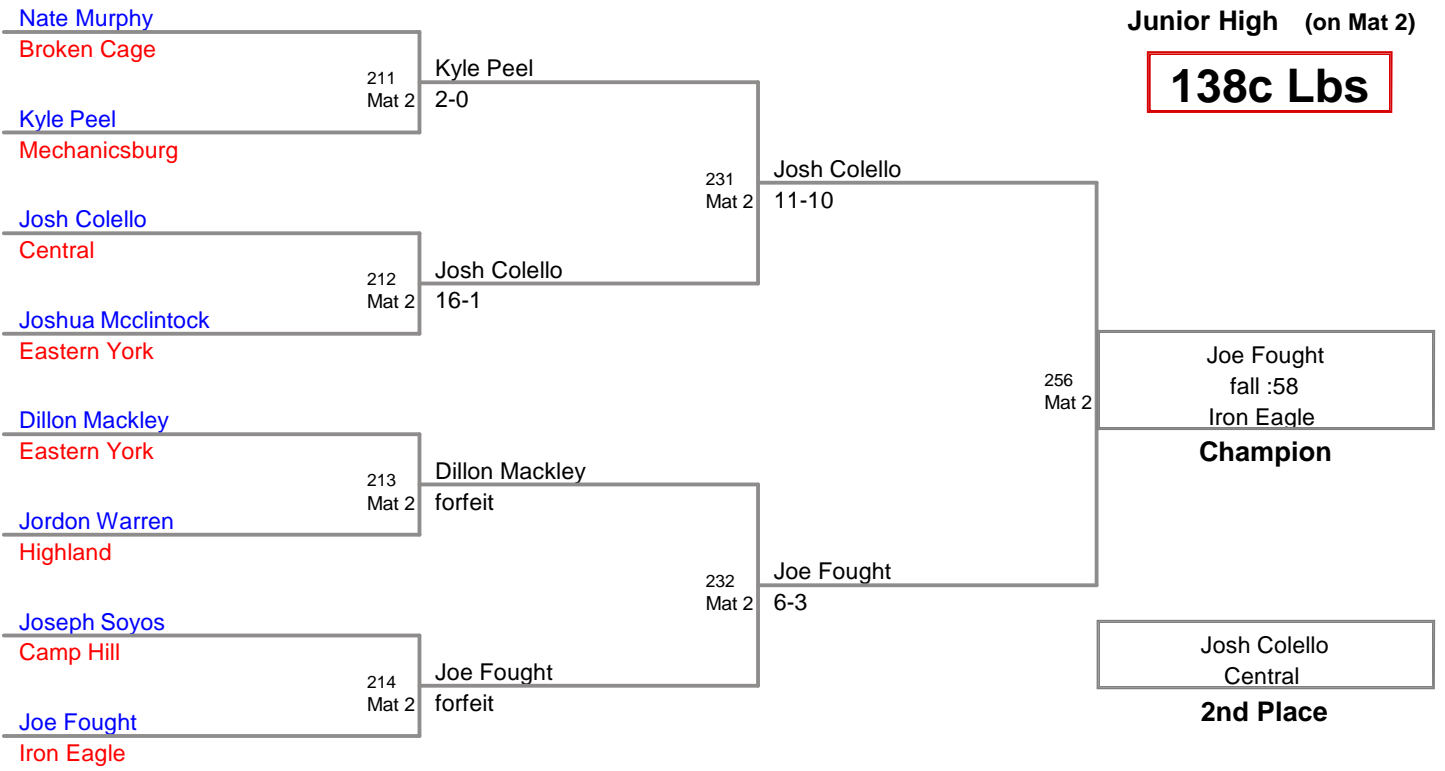 Nate Murphy
Broken Cage
Junior High (on Mat 2)
138c Lbs
211
Mat 2
Kyle Peel
2-0
Kyle Peel
Mechanicsburg
231
Mat 2
Josh Colello
11-10
Josh Colello
Central
212
Mat 2
Josh Colello
16-1
Joshua Mcclintock
Eastern York
256
Mat 2
Joe Fought
fall :58
Iron Eagle
Champion
Dillon Mackley
Eastern York
213
Mat 2
Dillon Mackley
forfeit
Jordon Warren
Highland
232
Mat 2
Joe Fought
6-3
Joseph Soyos
Camp Hill
214
Mat 2
Joe Fought
forfeit
Joe Fought
Iron Eagle
Josh Colello
Central
2nd Place